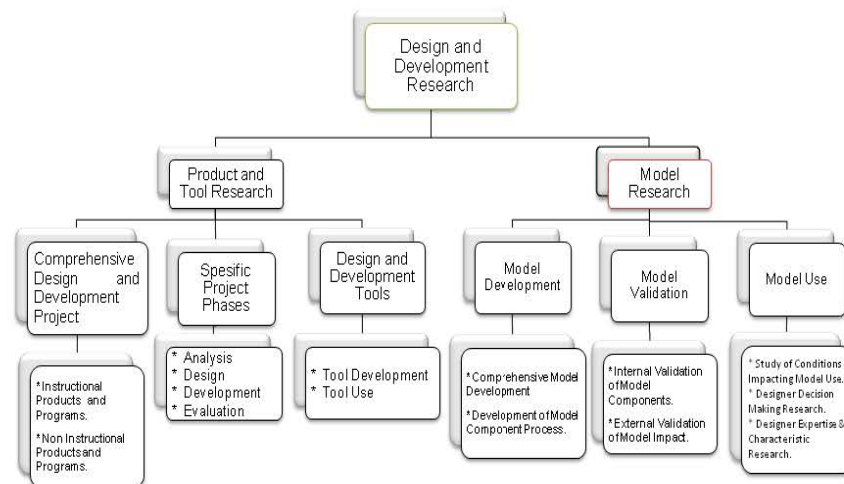 Design and
Development
Research
Product and
Tool Research
Model
Research
Comprehensive
Design and
Development
Project
Spesific
Project
Phases
Design and
Development
Tools
Model
Development
Model
Validation
Model Use
*Instructional
Products and
Programs.
*Non Instructional
Products and
Programs.
* Analysis
* Design
* Development
* Evaluation
* Tool Development
* Tool Use
*Comprehensive Model
Development
*Development of Model
Component Process.
*Internal Validation
of Model
Components.
*External Validation
of Model Impact.
* Study of Conditions
Impacting Model Use.
* Designer Decision
Making Research.
* Designer Expertise &
Characteristic
Research.